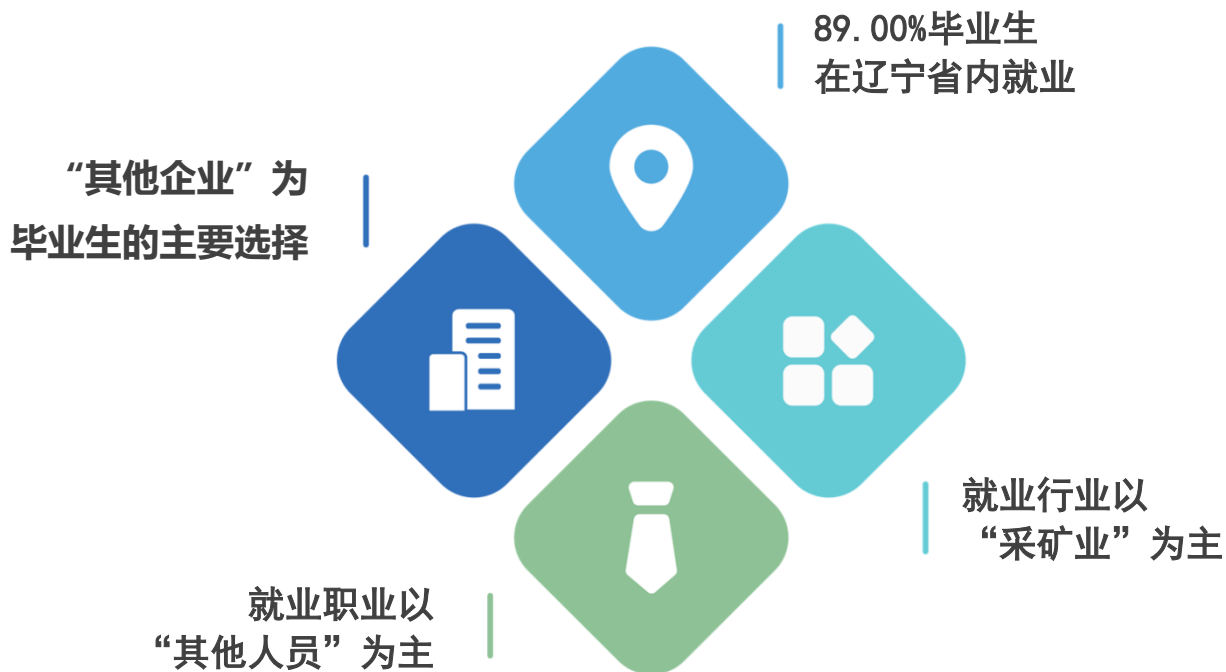 89.00%毕业生
在辽宁省内就业
“其他企业”为
毕业生的主要选择
就业行业以
“采矿业”为主
就业职业以
“其他人员”为主